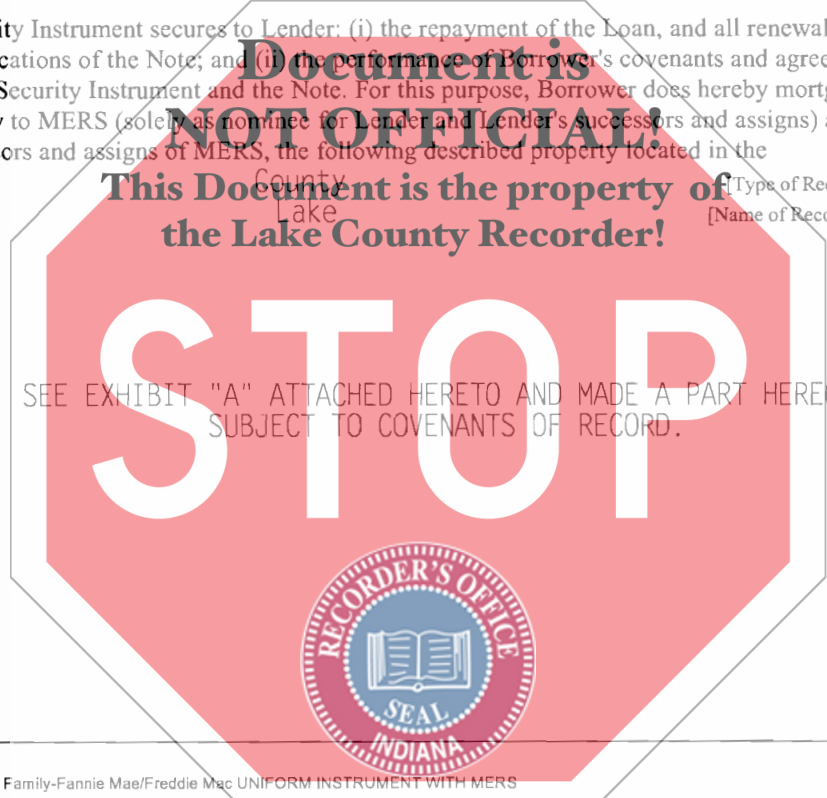 ity Instrument secures to Lender: (i) the repayment of the Loan, and all renewal
cations of the Note; and (ii) the performance of Borrower's covenants and agree
Security Instrument and the Note. For this purpose, Borrower does hereby mortg
y to MERS (solely as nominee for Lender and Lender's successors and assigns) a
ors and assigns of MERS, the following described property located in the
County [Type of Rec
Lake [Name of Reco
Document is
NOT OFFICIAL!
This Document is the property of
the Lake County Recorder!
STOP
SEE EXHIBIT "A" ATTACHED HERETO AND MADE A PART HERE
SUBJECT TO COVENANTS OF RECORD.
RECORDER'S OFFICE
SEAL
INDIANA
Family-Fannie Mae/Freddie Mac UNIFORM INSTRUMENT WITH MERS